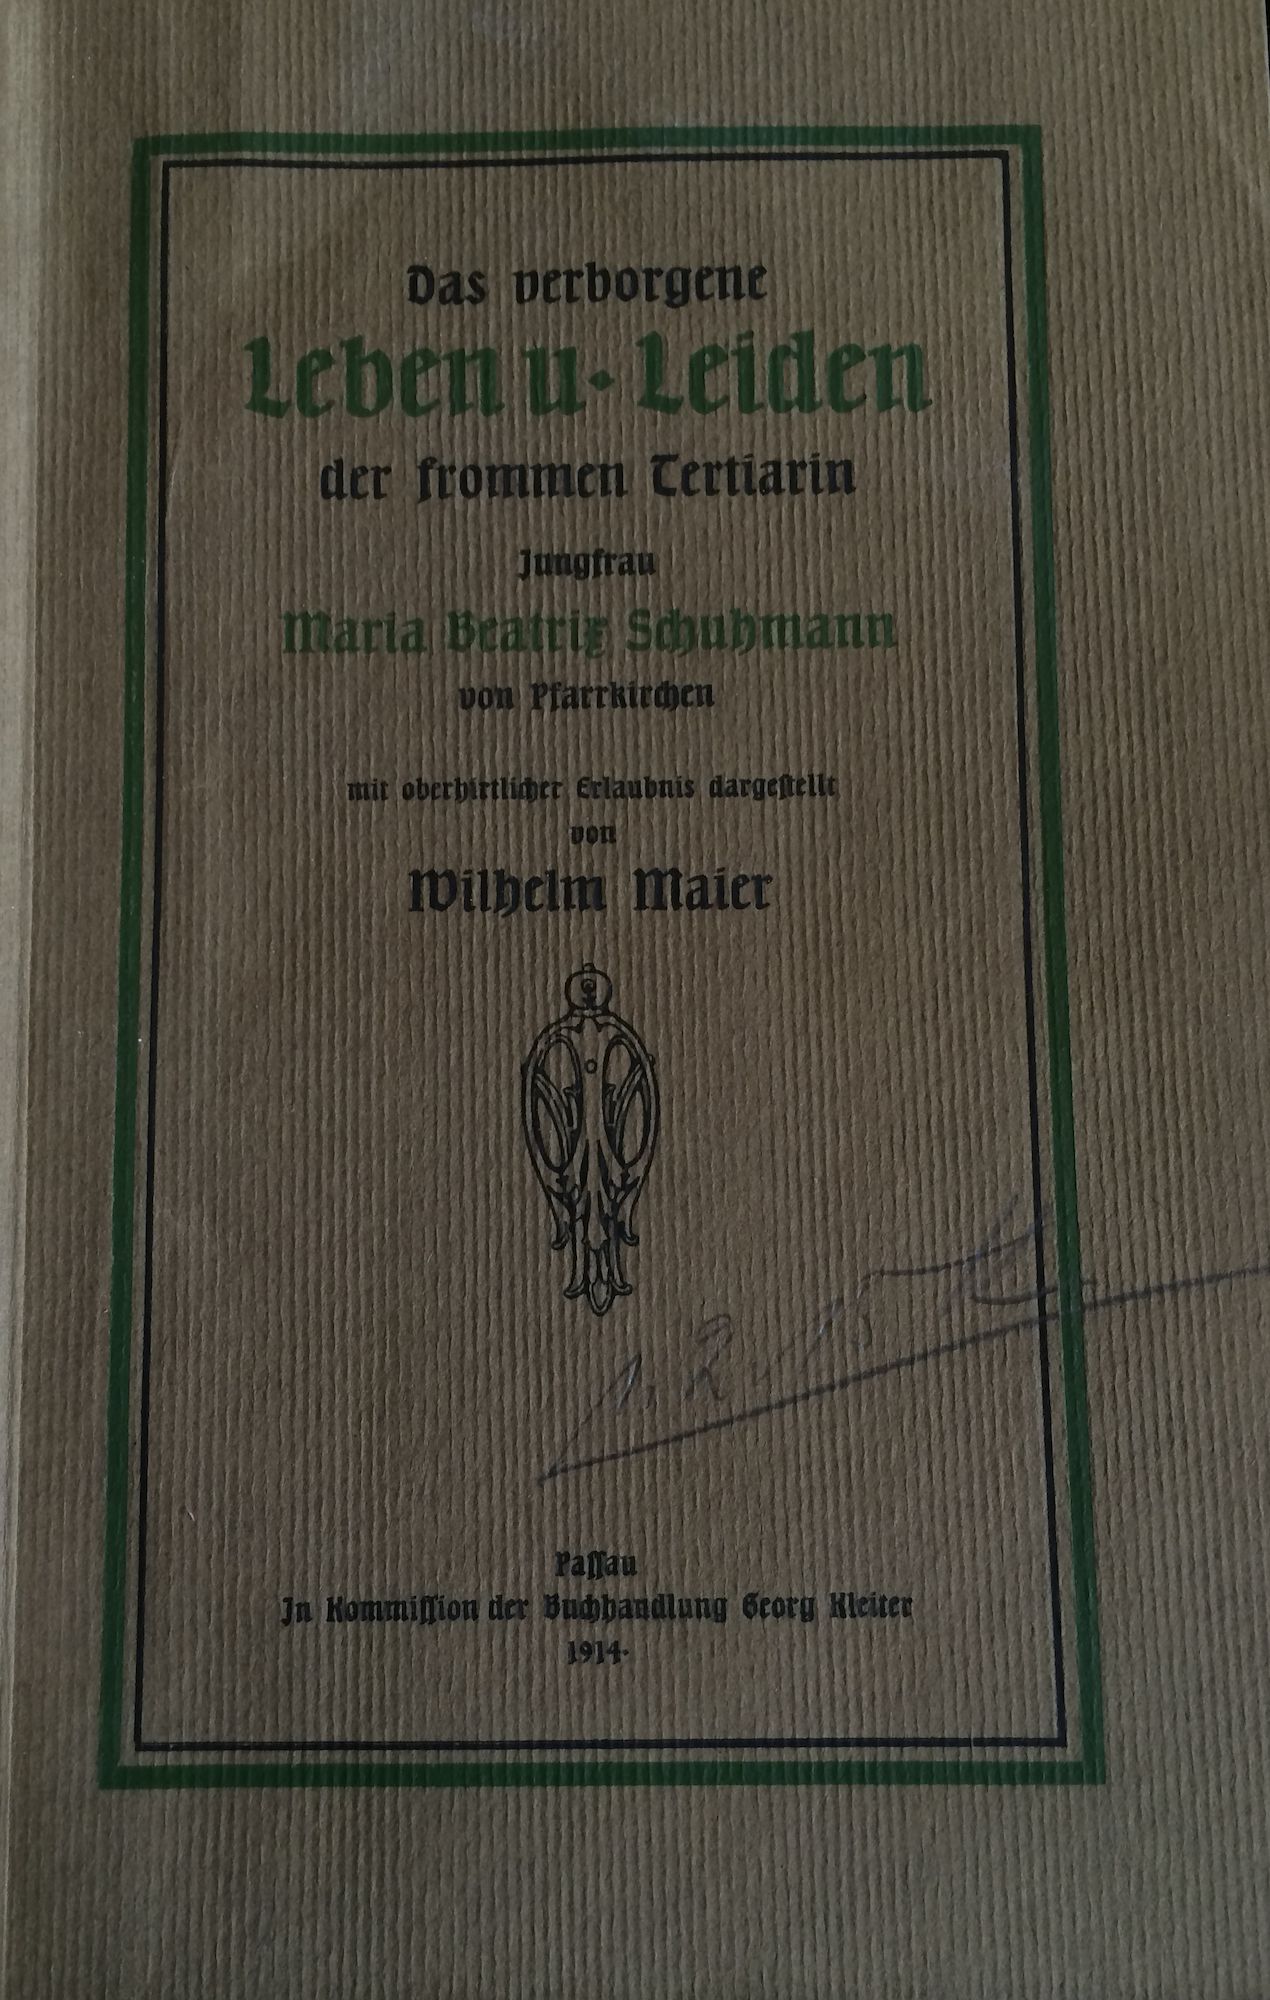 Das verborgene
Leben u. Leiden
der frommen Tertiarin
Jungfrau
Maria Beatrix Schuhmann
von Pfarrkirchen
mit oberhirtlicher Erlaubnis dargeſtellt
von
Wilhelm Maier
Paſſau
In Kommiſſion der Buchhandlung Georg Kleiter
1914.